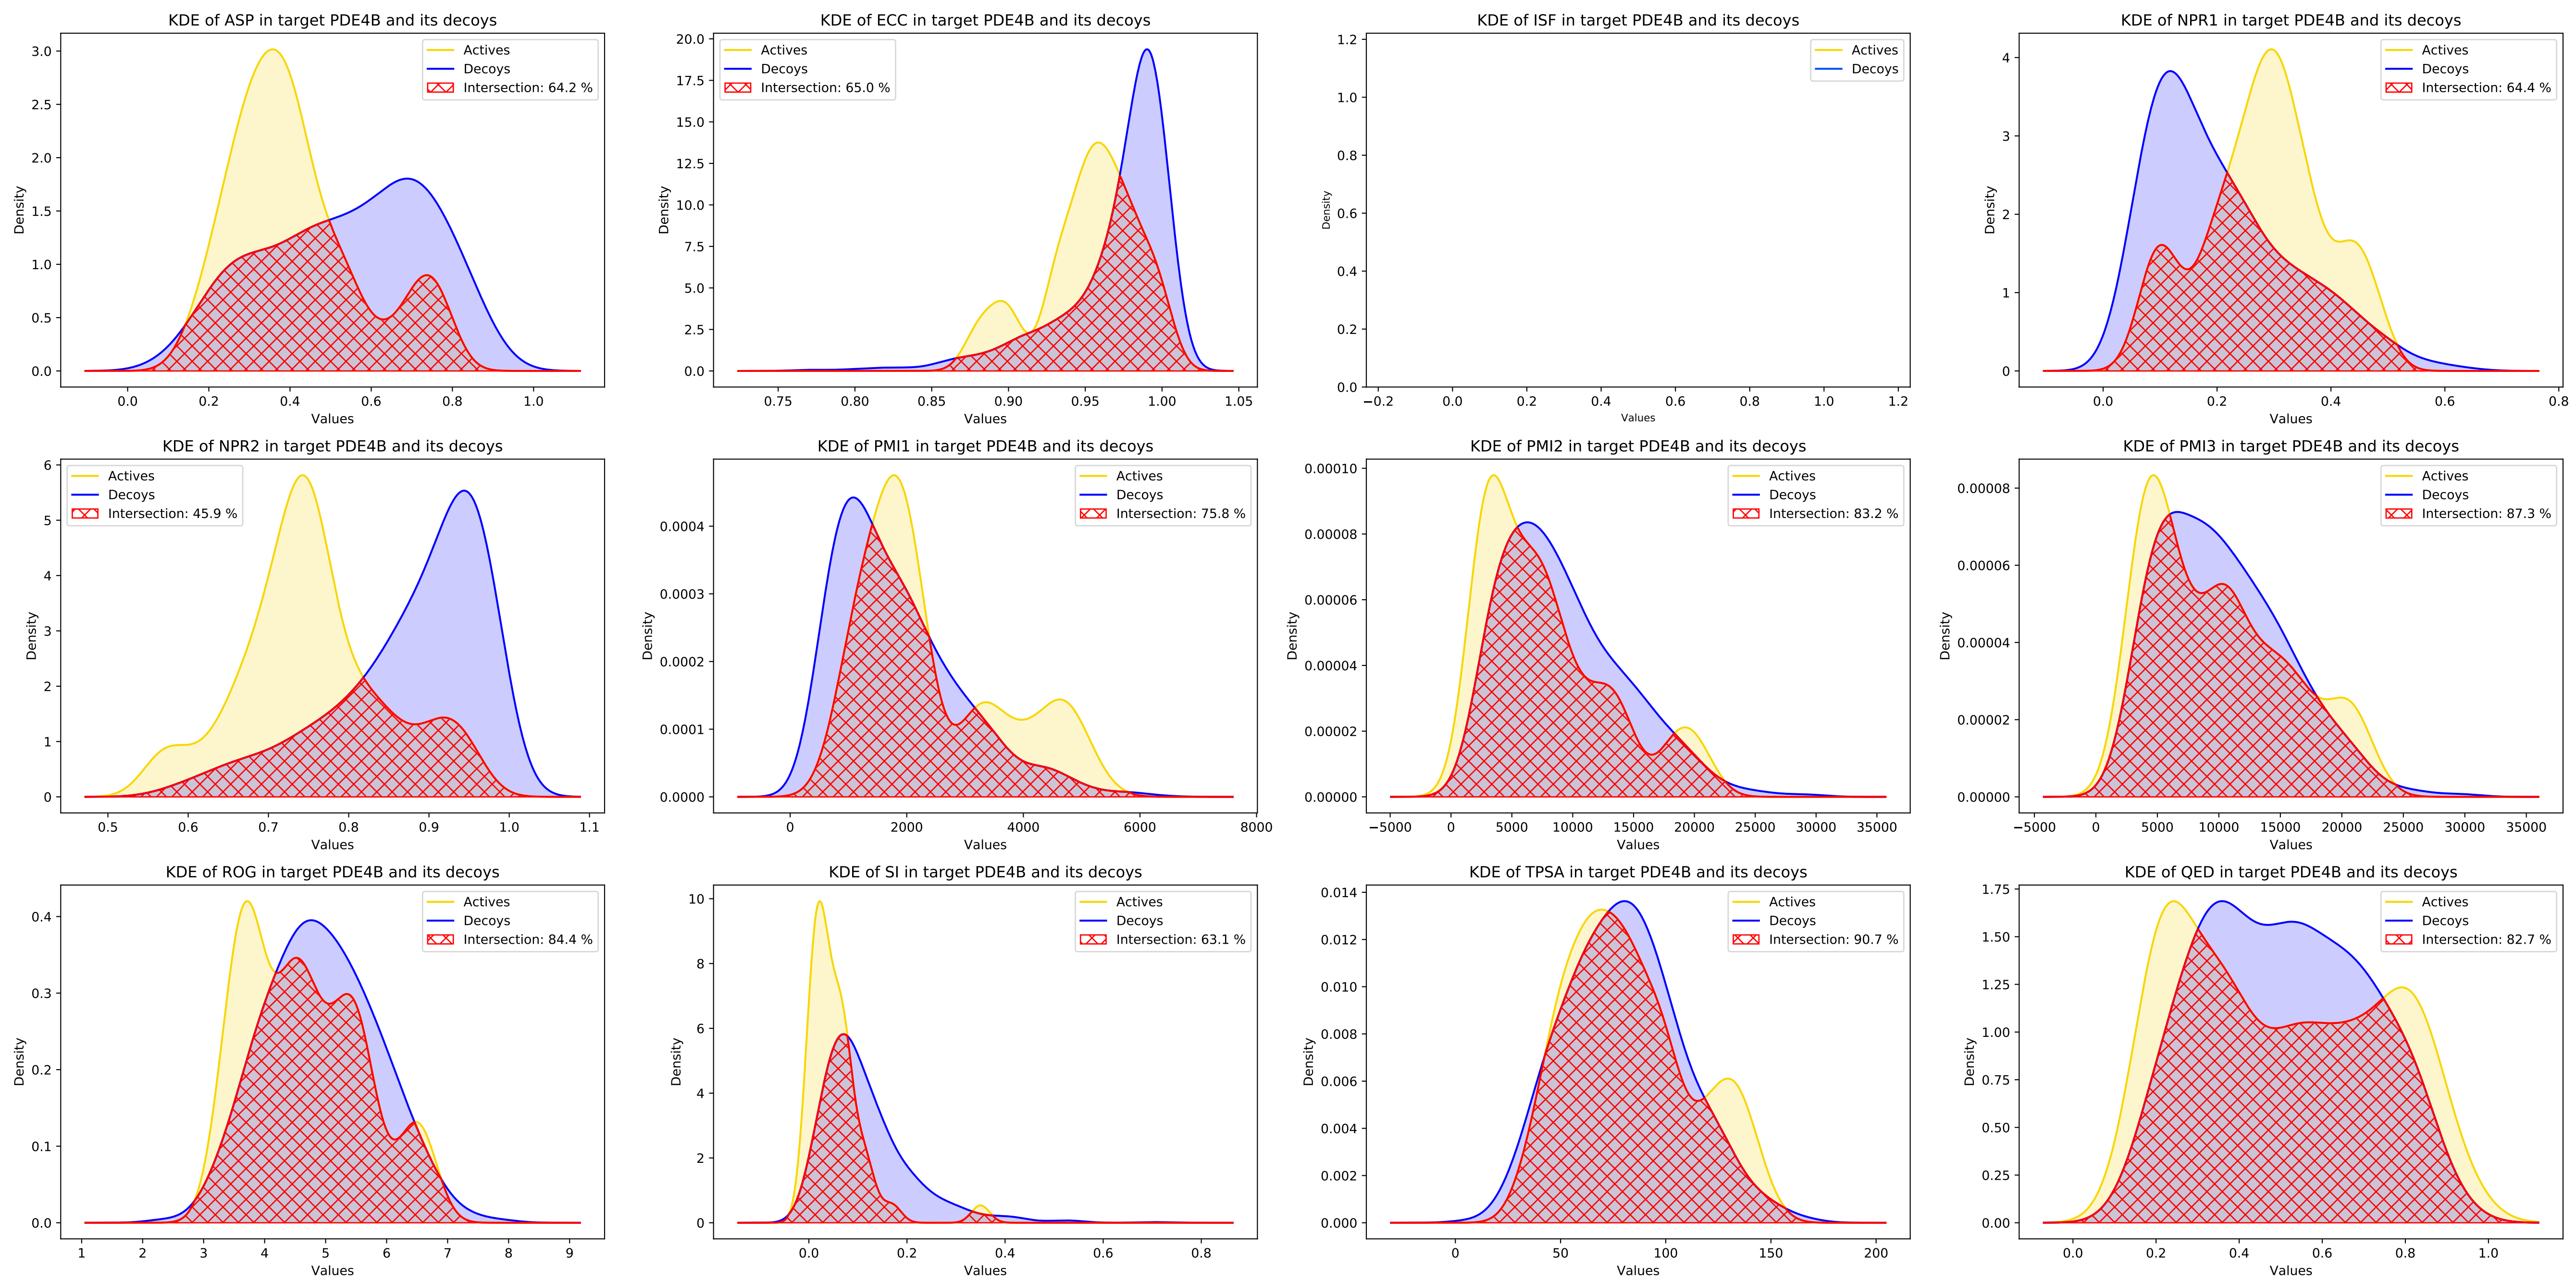 KDE of ASP in target PDE4B and its decoys
Actives
Decoys
Intersection: 64.2 %
Density
3.0
2.5
2.0
1.5
1.0
0.5
0.0
0.0 0.2 0.4 0.6 0.8 1.0
Values
KDE of ECC in target PDE4B and its decoys
Actives
Decoys
Intersection: 65.0 %
Density
20.0
17.5
15.0
12.5
10.0
7.5
5.0
2.5
0.0
0.75 0.80 0.85 0.90 0.95 1.00 1.05
Values
KDE of ISF in target PDE4B and its decoys
Actives
Decoys
Density
1.2
1.0
0.8
0.6
0.4
0.2
0.0
−0.2 0.0 0.2 0.4 0.6 0.8 1.0 1.2
Values
KDE of NPR1 in target PDE4B and its decoys
Actives
Decoys
Intersection: 64.4 %
Density
4
3
2
1
0
0.0 0.2 0.4 0.6 0.8
Values
KDE of NPR2 in target PDE4B and its decoys
Actives
Decoys
Intersection: 45.9 %
Density
6
5
4
3
2
1
0
0.5 0.6 0.7 0.8 0.9 1.0 1.1
Values
KDE of PMI1 in target PDE4B and its decoys
Actives
Decoys
Intersection: 75.8 %
Density
0.0004
0.0003
0.0002
0.0001
0.0000
0 2000 4000 6000 8000
Values
KDE of PMI2 in target PDE4B and its decoys
Actives
Decoys
Intersection: 83.2 %
Density
0.00010
0.00008
0.00006
0.00004
0.00002
0.00000
−5000 0 5000 10000 15000 20000 25000 30000 35000
Values
KDE of PMI3 in target PDE4B and its decoys
Actives
Decoys
Intersection: 87.3 %
Density
0.00008
0.00006
0.00004
0.00002
0.00000
−5000 0 5000 10000 15000 20000 25000 30000 35000
Values
KDE of ROG in target PDE4B and its decoys
Actives
Decoys
Intersection: 84.4 %
Density
0.4
0.3
0.2
0.1
0.0
1 2 3 4 5 6 7 8 9
Values
KDE of SI in target PDE4B and its decoys
Actives
Decoys
Intersection: 63.1 %
Density
10
8
6
4
2
0
0.0 0.2 0.4 0.6 0.8
Values
KDE of TPSA in target PDE4B and its decoys
Actives
Decoys
Intersection: 90.7 %
Density
0.014
0.012
0.010
0.008
0.006
0.004
0.002
0.000
0 50 100 150 200
Values
KDE of QED in target PDE4B and its decoys
Actives
Decoys
Intersection: 82.7 %
Density
1.75
1.50
1.25
1.00
0.75
0.50
0.25
0.00
0.0 0.2 0.4 0.6 0.8 1.0
Values